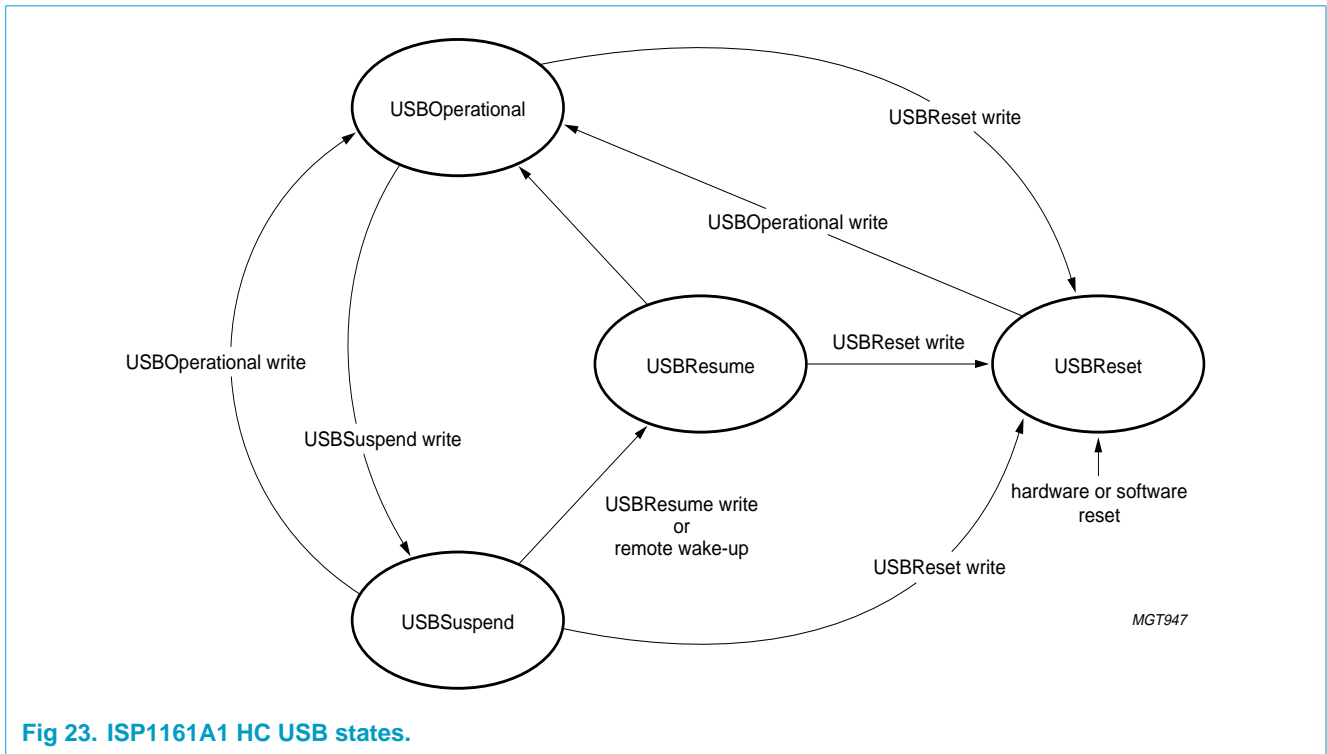 USBOperational
USBReset write
USBOperational write
USBReset write
USBResume
USBReset
USBOperational write
USBSuspend write
hardware or software
reset
USBResume write
or
remote wake-up
USBReset write
USBSuspend
MGT947
Fig 23. ISP1161A1 HC USB states.